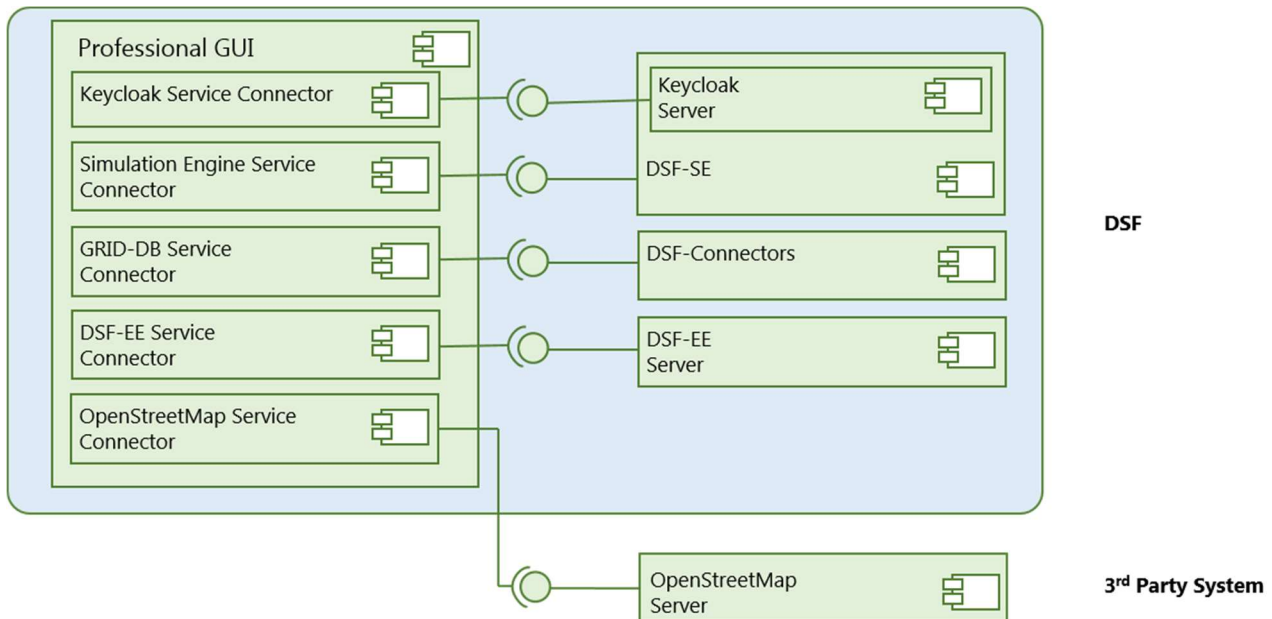 Professional GUI
Keycloak Service Connector
Simulation Engine Service
Connector
GRID-DB Service
Connector
DSF-EE Service
Connector
OpenStreetMap Service
Connector
Keycloak
Server
DSF-SE
DSF-Connectors
DSF-EE
Server
OpenStreetMap
Server
DSF
3rd Party System